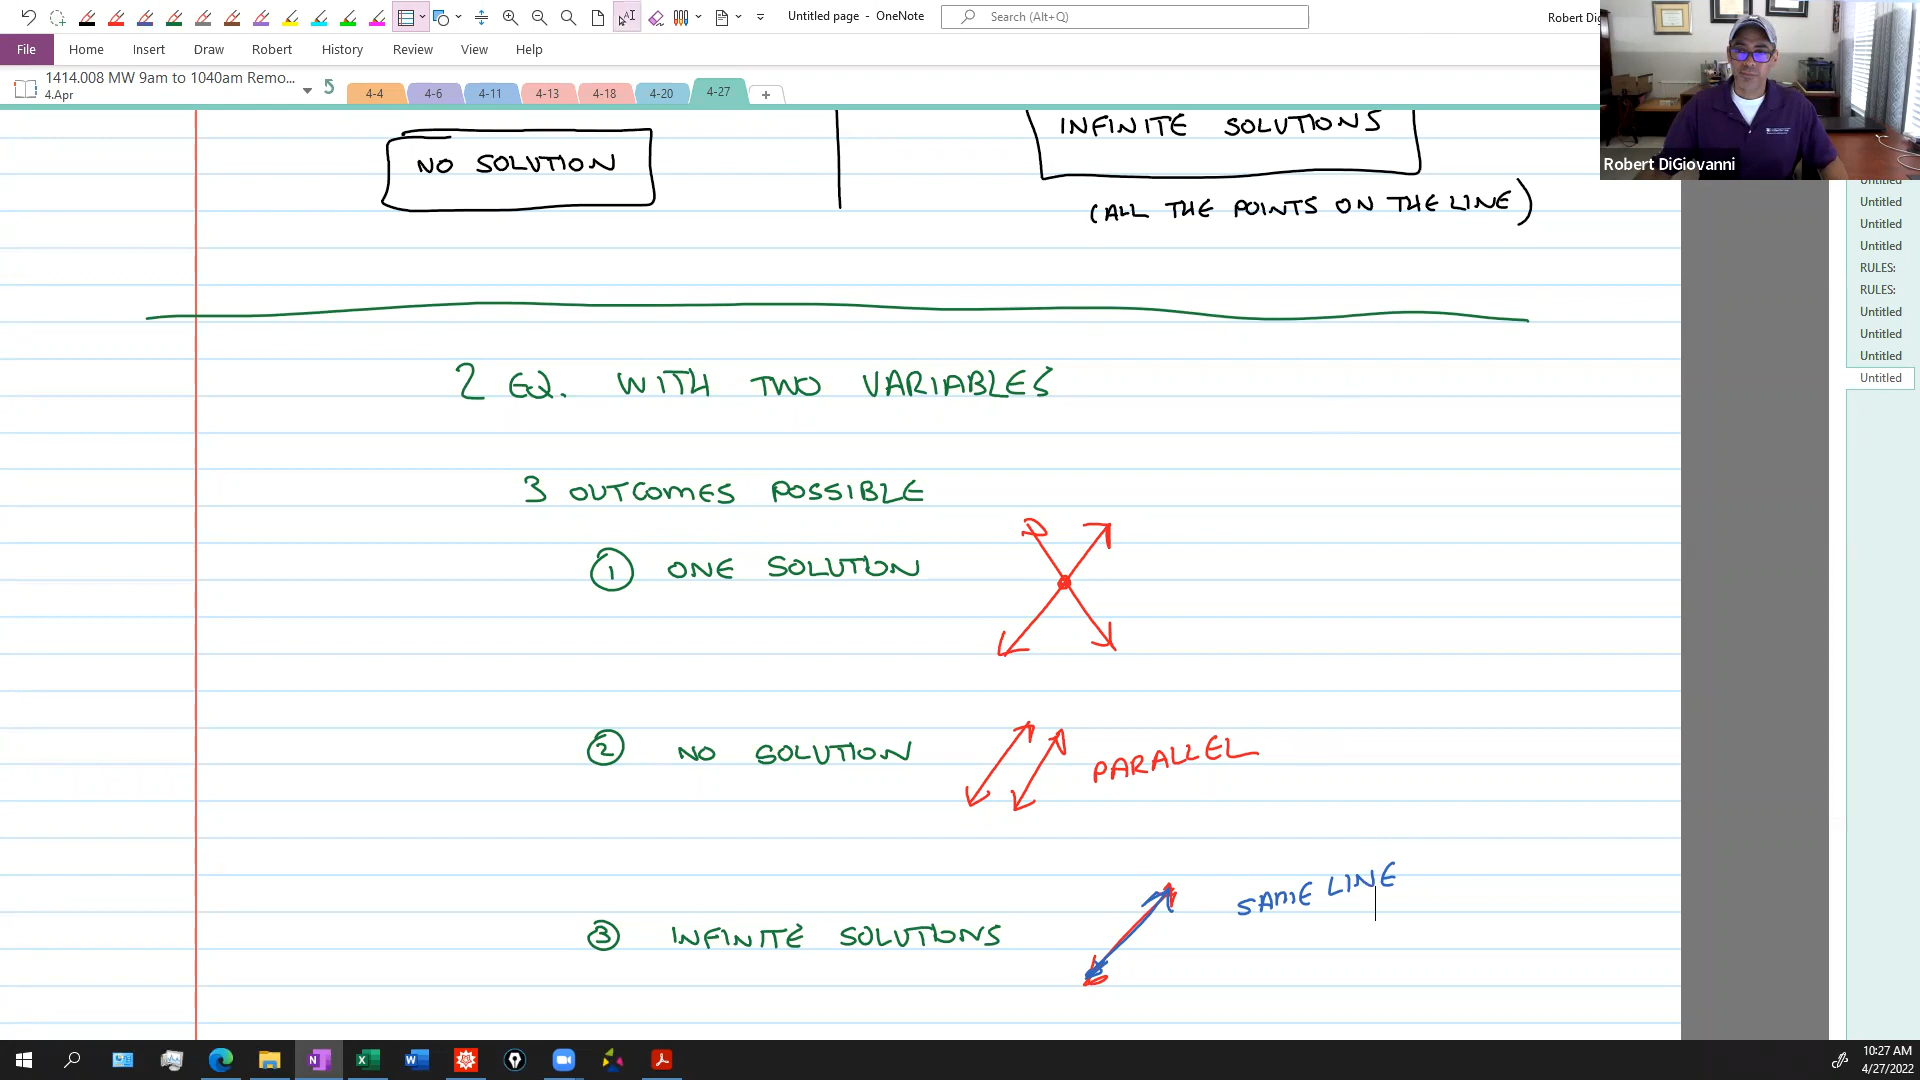 Untitled page - OneNote
Search (Alt+Q)
Robert Di
File Home Insert Draw Robert History Review View Help
1414.008 MW 9am to 1040am Remo...
4.Apr
4-4 4-6 4-11 4-13 4-18 4-20 4-27
Robert DiGiovanni
NO SOLUTION
INFINITE SOLUTIONS
(ALL THE POINTS ON THE LINE)
2 EQ. WITH TWO VARIABLES
3 OUTCOMES POSSIBLE
1 ONE SOLUTION
2 NO SOLUTION PARALLEL
3 INFINITE SOLUTIONS SAME LINE
Untitled
Untitled
Untitled
Untitled
RULES:
RULES:
Untitled
Untitled
Untitled
Untitled
10:27 AM
4/27/2022